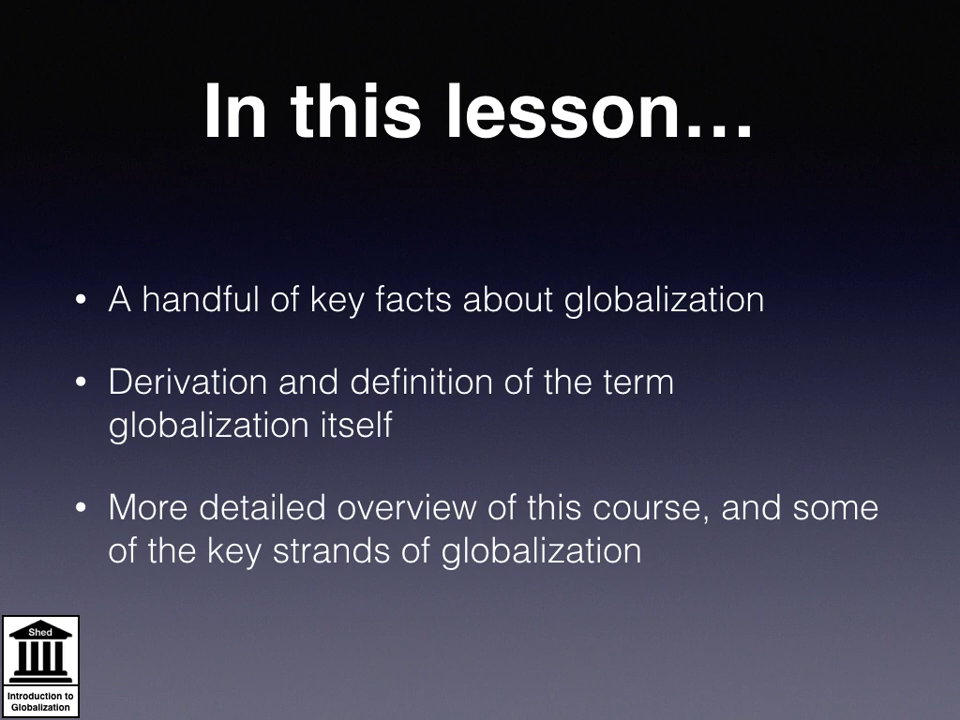 In this lesson…
• A handful of key facts about globalization
• Derivation and definition of the term
globalization itself
• More detailed overview of this course, and some
of the key strands of globalization
Shed
Introduction to
Globalization